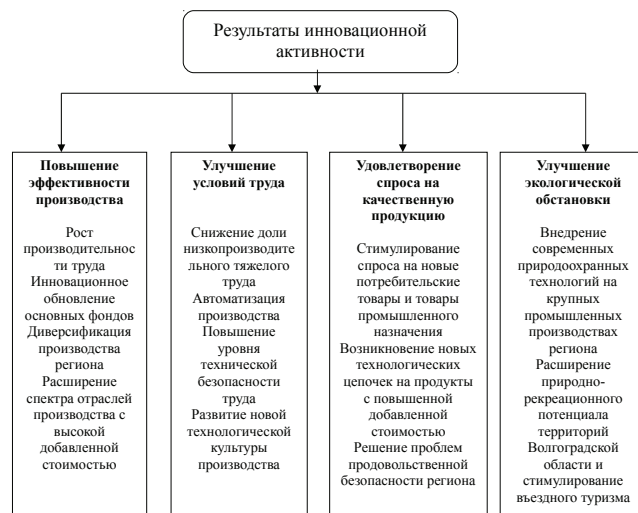 Результаты инновационной
активности
Повышение
эффективности
производства
Рост
производительнос
ти труда
Инновационное
обновление
основных фондов
Диверсификация
производства
региона
Расширение
спектра отраслей
производства с
высокой
добавленной
стоимостью
Улучшение
условий труда
Снижение доли
низкопроизводите
льного тяжелого
труда
Автоматизация
производства
Повышение
уровня
технической
безопасности
труда
Развитие новой
технологической
культуры
производства
Удовлетворение
спроса на
качественную
продукцию
Стимулирование
спроса на новые
потребительские
товары и товары
промышленного
назначения
Возникновение новых
технологических
цепочек на продукты
с повышенной
добавленной
стоимостью
Решение проблем
продовольственной
безопасности региона
Улучшение
экологической
обстановки
Внедрение
современных
природоохранных
технологий на
крупных
промышленных
производствах
региона
Расширение
природно-
рекреационного
потенциала
территорий
Волгоградской
области и
стимулирование
въездного туризма